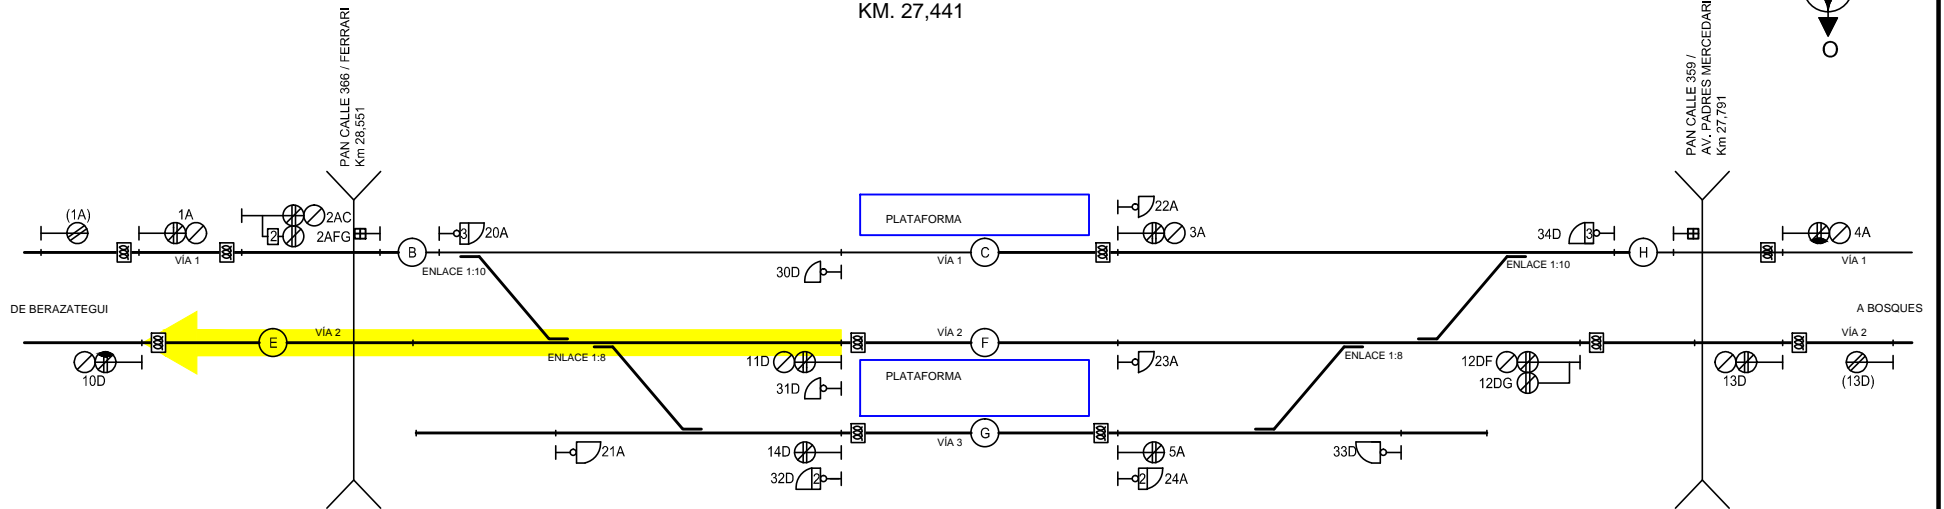 KM. 27,441
O
PAN CALLE 366 / FERRARI
Km 28,551
PAN CALLE 359 /
AV. PADRES MERCEDARI
Km 27,791
(1A)
1A
2AC
2
2AFG
3
20A
PLATAFORMA
22A
3A
34D
3
4A
VÍA 1
B
ENLACE 1:10
30D
VÍA 1
C
ENLACE 1:10
H
VÍA 1
DE BERAZATEGUI
A BOSQUES
E
VÍA 2
VÍA 2
F
VÍA 2
10D
ENLACE 1:8
11D
31D
PLATAFORMA
23A
ENLACE 1:8
12DF
12DG
13D
(13D)
VÍA 3
G
21A
14D
32D
2
5A
2
24A
33D